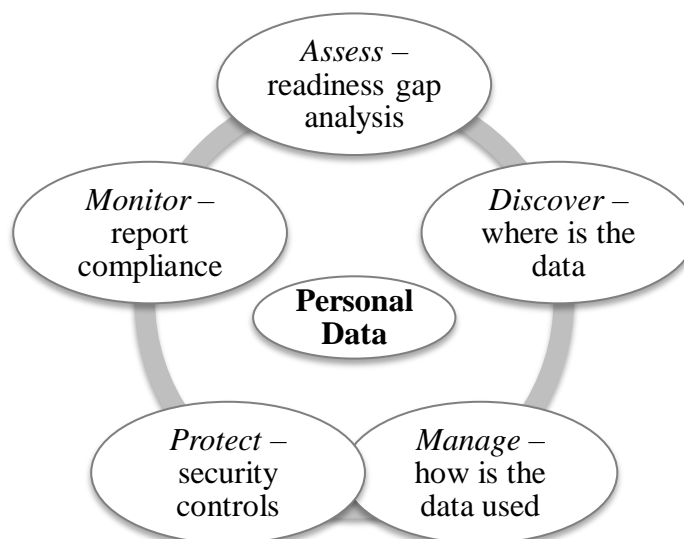 Assess –
readiness gap
analysis
Discover –
where is the
data
Manage –
how is the
data used
Protect –
security
controls
Monitor –
report
compliance
Personal
Data